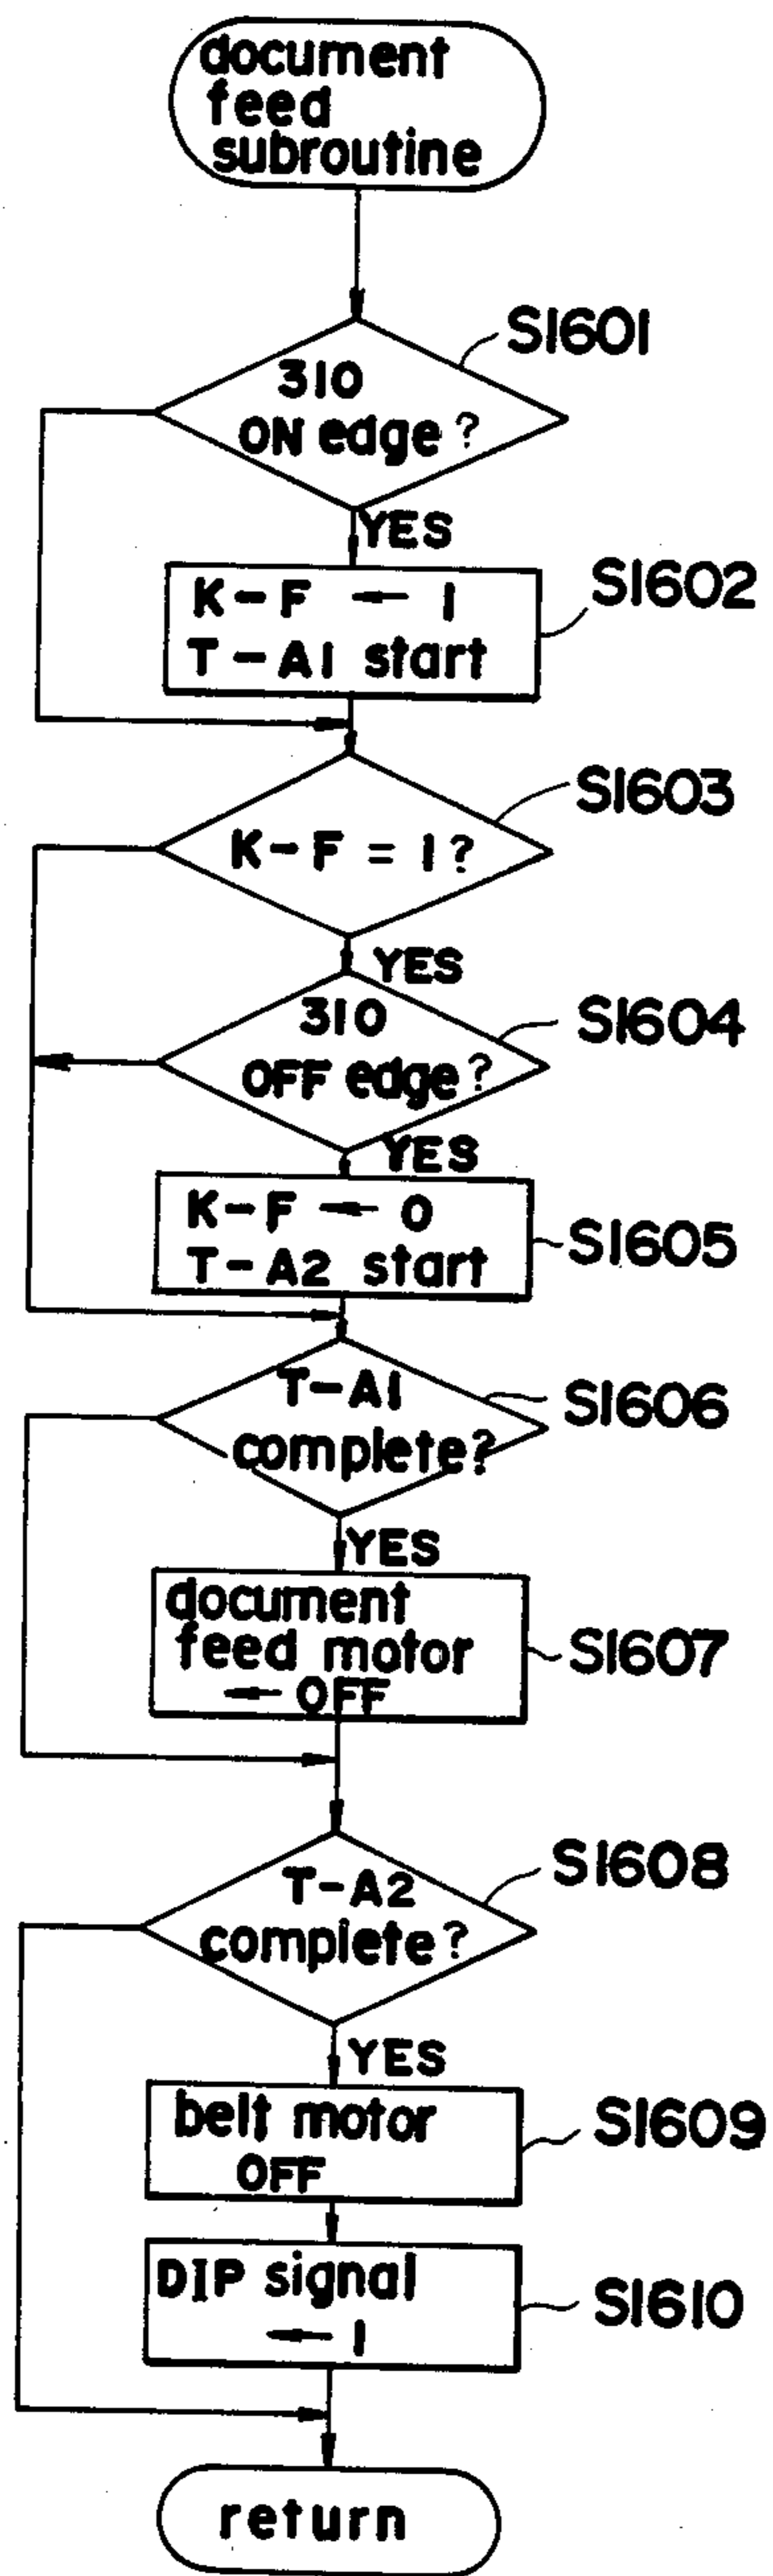 document
feed
subroutine
S1601
310
ON edge?
YES
S1602
K-F ← 1
T-A1 start
S1603
K-F = 1?
YES
S1604
310
OFF edge?
YES
K-F ← 0
S1605
T-A2 start
T-A1
S1606
complete?
YES
document
feed motor
S1607
← OFF
S1608
T-A2
complete?
YES
belt motor
S1609
OFF
DIP signal
S1610
← 1
return